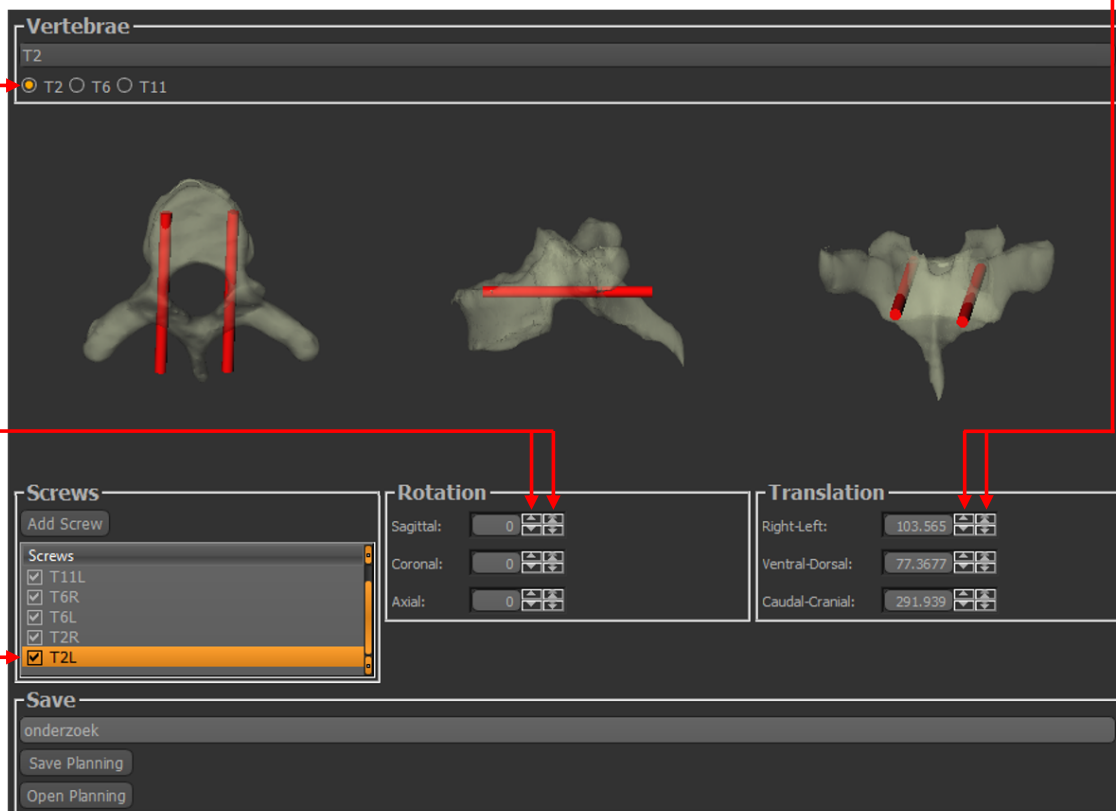 Vertebrae
T2
T2 T6 T11
Screws
Add Screw
Screws
T11L
T6R
T6L
T2R
T2L
Rotation
Sagittal: 0
Coronal: 0
Axial: 0
Translation
Right-Left: 103.565
Ventral-Dorsal: 77.3677
Caudal-Cranial: 291.939
Save
onderzoek
Save Planning
Open Planning